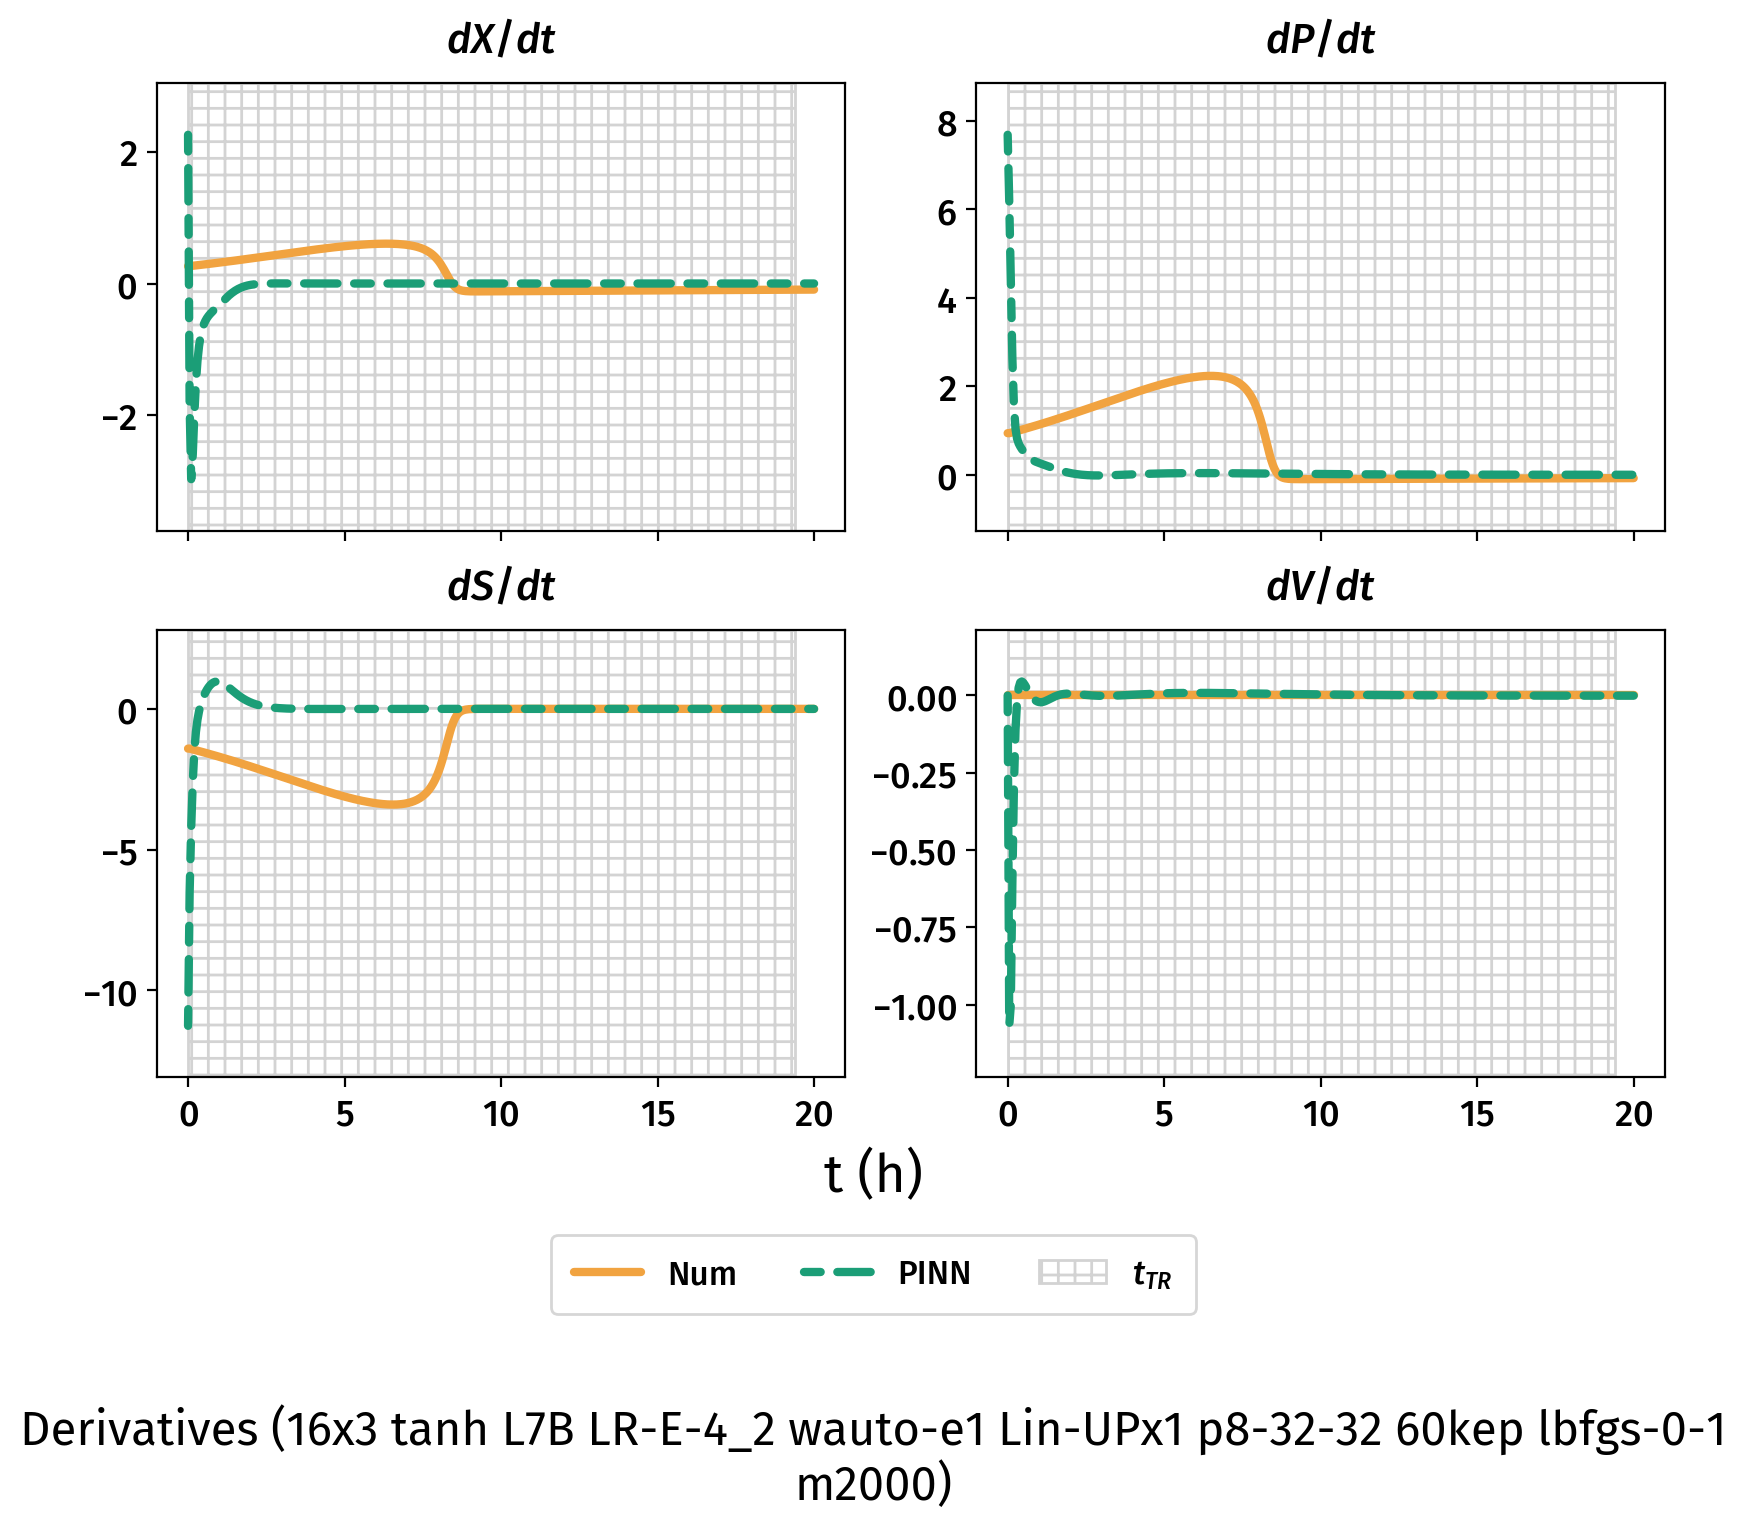 dX/dt
dP/dt
2
0
−2
8
6
4
2
0
dS/dt
dV/dt
0
−5
−10
0.00
−0.25
−0.50
−0.75
−1.00
0 5 10 15 20
0 5 10 15 20
t (h)
Num PINN t_TR
Derivatives (16x3 tanh L7B LR-E-4_2 wauto-e1 Lin-UPx1 p8-32-32 60kep lbfgs-0-1
m2000)